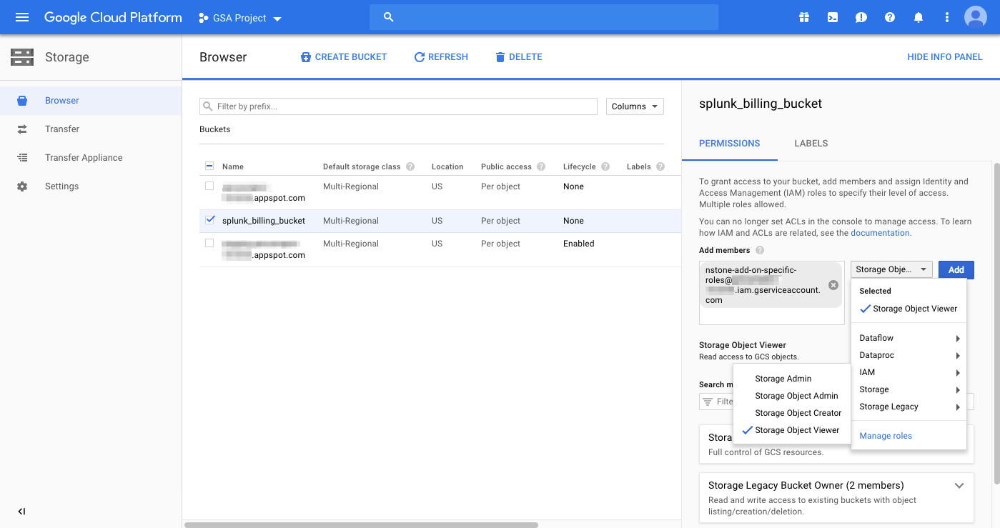 Google Cloud Platform
GSA Project
Storage
Browser
CREATE BUCKET
REFRESH
DELETE
HIDE INFO PANEL
Browser
Transfer
Transfer Appliance
Settings
Filter by prefix...
Columns
Buckets
Name Default storage class Location Public access Lifecycle Labels
.appspot.com Multi-Regional US Per object None
splunk_billing_bucket Multi-Regional US Per object None
.appspot.com Multi-Regional US Per object Enabled
splunk_billing_bucket
PERMISSIONS LABELS
To grant access to your bucket, add members and assign Identity and
Access Management (IAM) roles to specify their level of access.
Multiple roles allowed.
You can no longer set ACLs in the console to manage access. To learn
how IAM and ACLs are related, see the documentation.
Add members
nstone-add-on-specific-
roles@
.iam.gserviceaccount.
com
Storage Obje...
Add
Selected
Storage Object Viewer
Dataflow
Dataproc
IAM
Storage
Storage Legacy
Manage roles
Storage Object Viewer
Read access to GCS objects.
Search m
Filte
Storage Admin
Storage Object Admin
Storage Object Creator
Storage Object Viewer
Stora
Full control of GCS resources.
Storage Legacy Bucket Owner (2 members)
Read and write access to existing buckets with object
listing/creation/deletion.